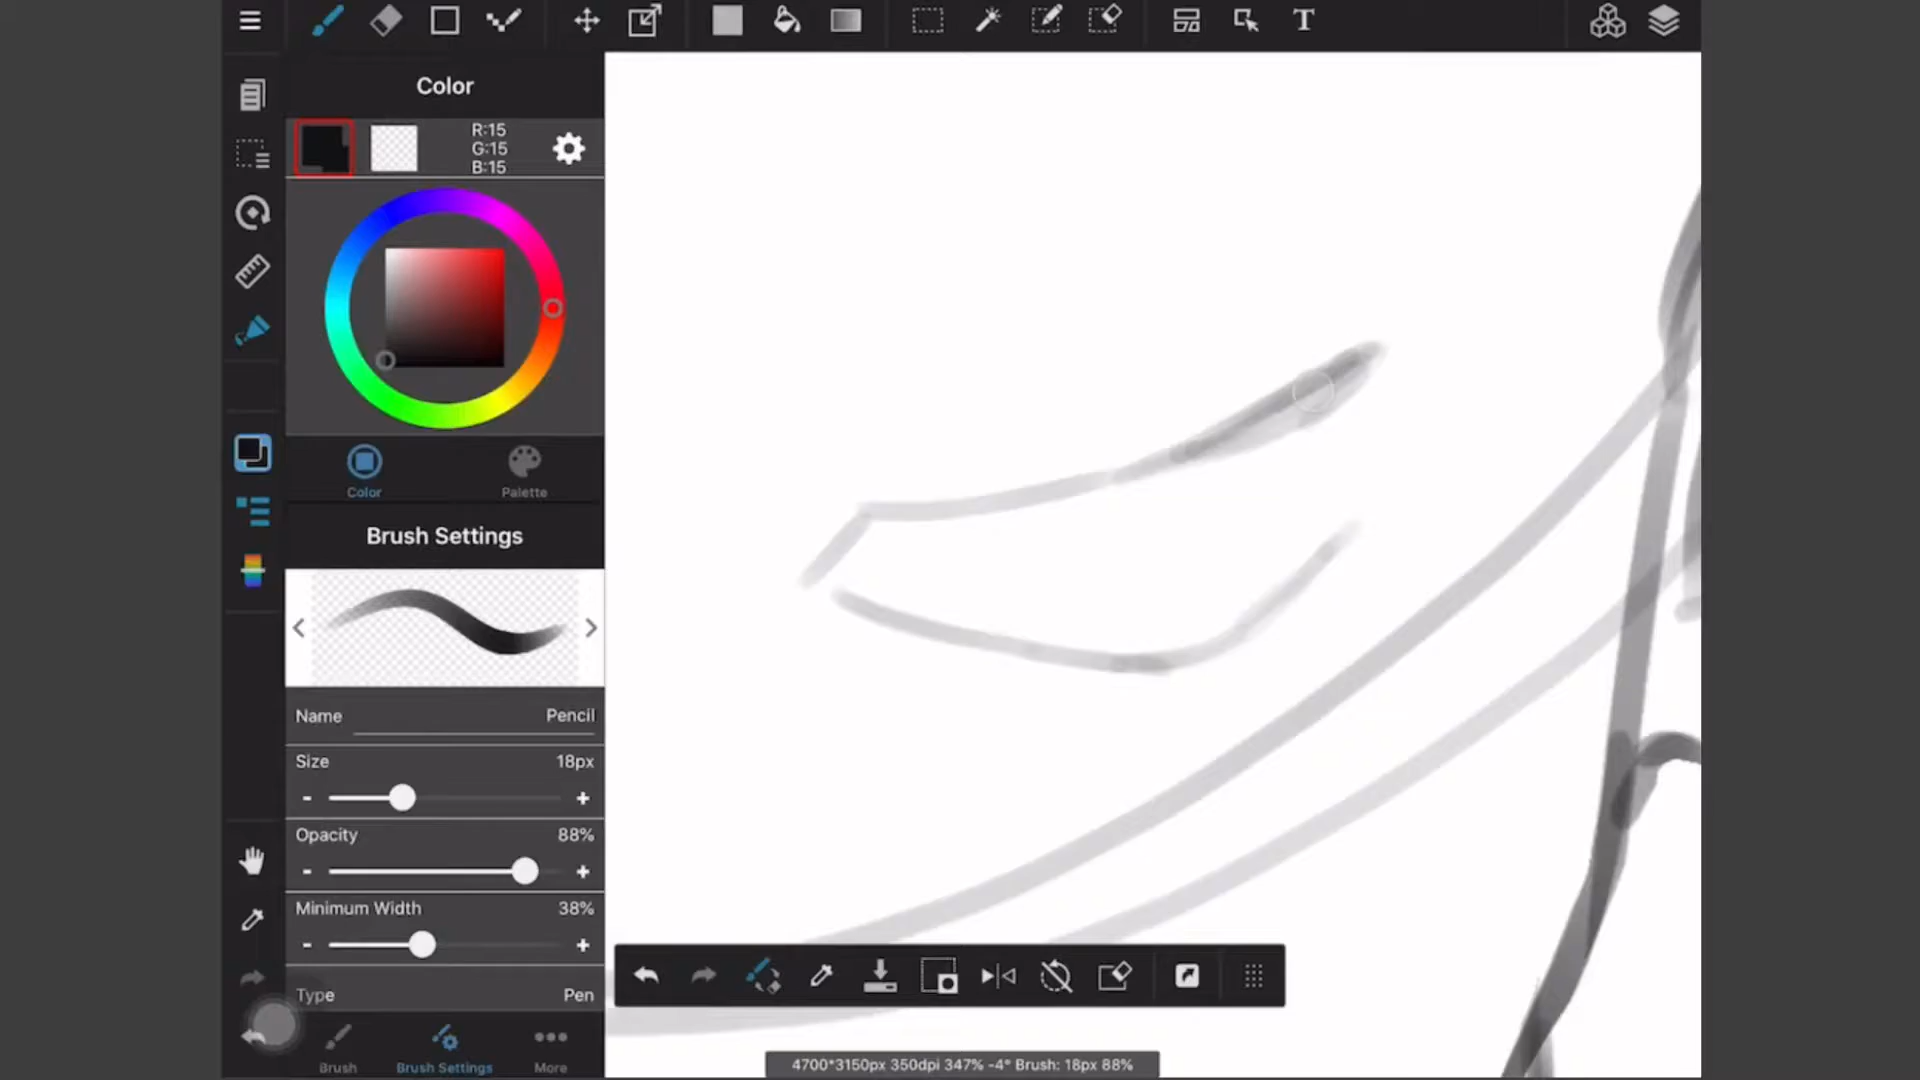 Color
R:15
G:15
B:15
Color
Palette
Brush Settings
Name Pencil
Size 18px
- +
Opacity 88%
- +
Minimum Width 38%
- +
Type Pen
Brush
Brush Settings
More
4700*3150px 350dpi 347% -4° Brush: 18px 88%